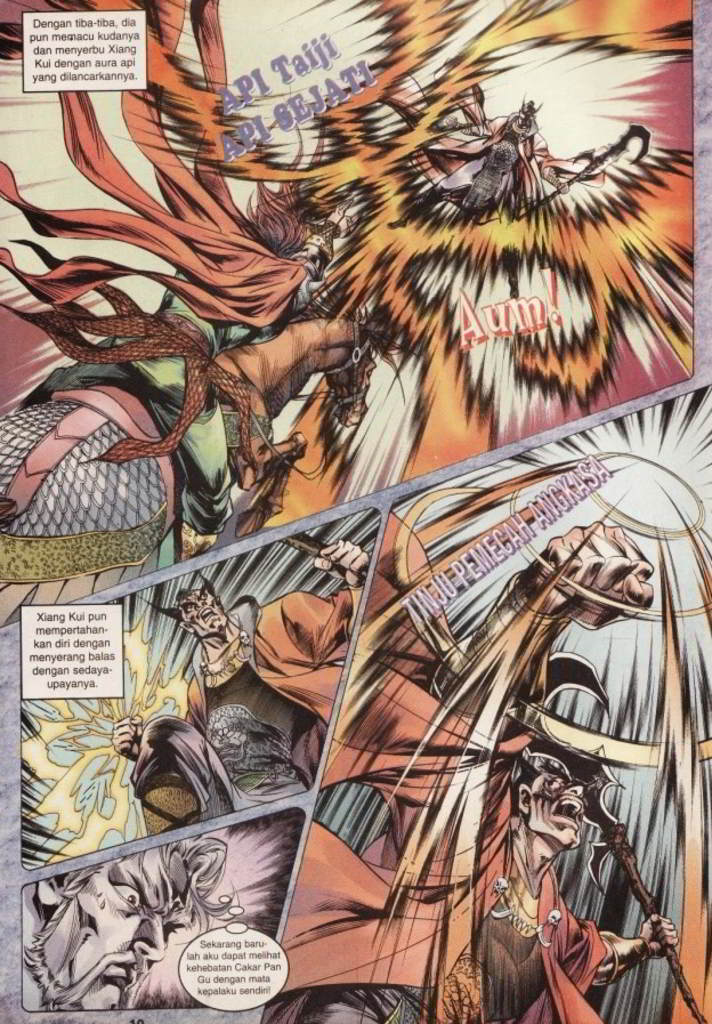 Dengan tiba-tiba, dia
pun memacu kudanya
dan menyerbu Xiang
Kui dengan aura api
yang dilancarkannya.
API TaiJi
API SEJATI
Aum!
TINJU PEMECAH ANGKASA
Xiang Kui
mempertahan-
kan diri dengan
menyerang balas
dengan sedaya-
upayanya.
Sekarang baru-
lah aku dapat melihat
kehebatan Cakar Pan
Gu dengan mata
kepalaku sendiri!